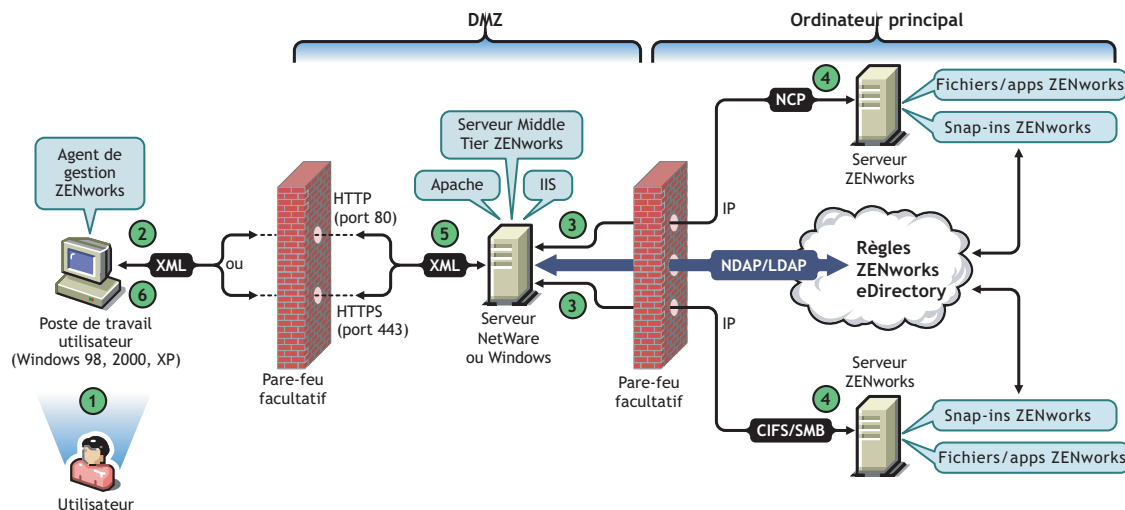 DMZ
Ordinateur principal
Agent de
gestion
ZENworks
2
XML
6
ou
Poste de travail
utilisateur
(Windows 98, 2000, XP)
1
Utilisateur
HTTP
(port 80)
HTTPS
(port 443)
Pare-feu
facultatif
5
XML
Serveur Middle
Tier ZENworks
Apache
IIS
Serveur
NetWare
ou Windows
3
3
Pare-feu
facultatif
IP
NCP
4
Serveur
ZENworks
Fichiers/apps ZENworks
Snap-ins ZENworks
NDAP/LDAP
Règles
ZENworks
eDirectory
IP
CIFS/SMB
4
Serveur
ZENworks
Snap-ins ZENworks
Fichiers/apps ZENworks